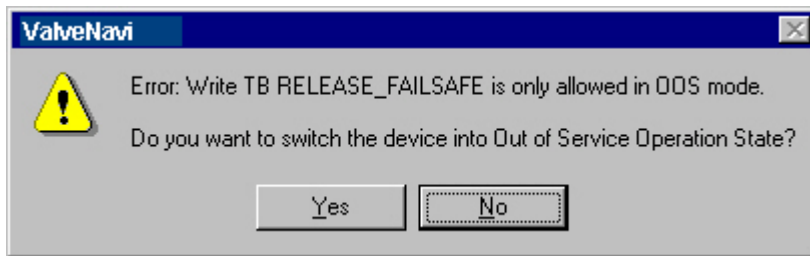 ValveNavi
Error: Write TB RELEASE_FAILSAFE is only allowed in OOS mode.
Do you want to switch the device into Out of Service Operation State?
Yes
No